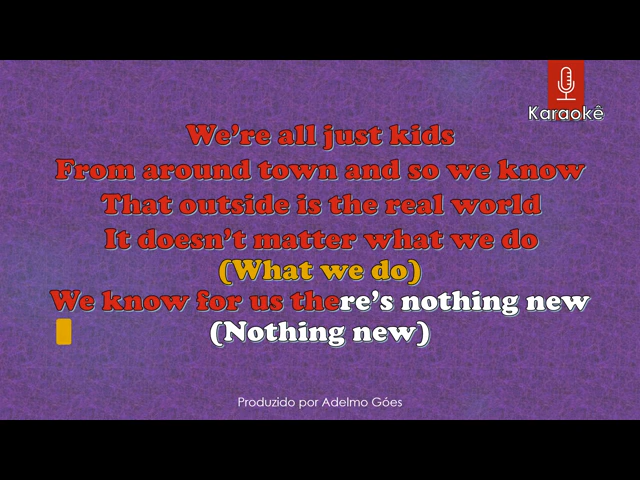 Karaokê
We're all just kids
From around town and so we know
That outside is the real world
It doesn't matter what we do
(What we do)
We know for us there's nothing new
(Nothing new)
Produzido por Adelmo Góes